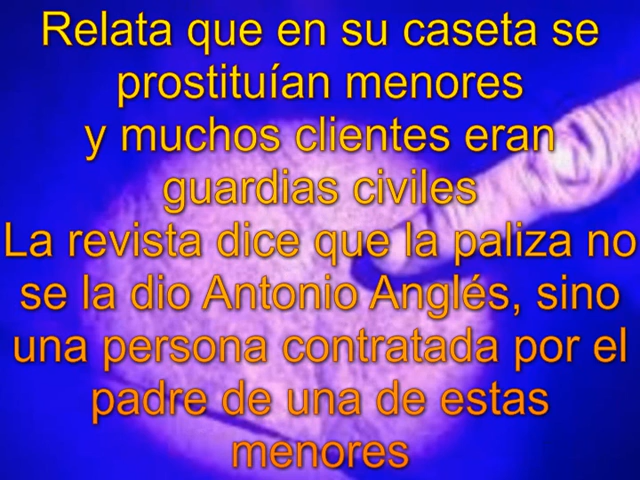 Relata que en su caseta se
prostituían menores
y muchos clientes eran
guardias civiles
La revista dice que la paliza no
se la dio Antonio Anglés, sino
una persona contratada por el
padre de una de estas
menores